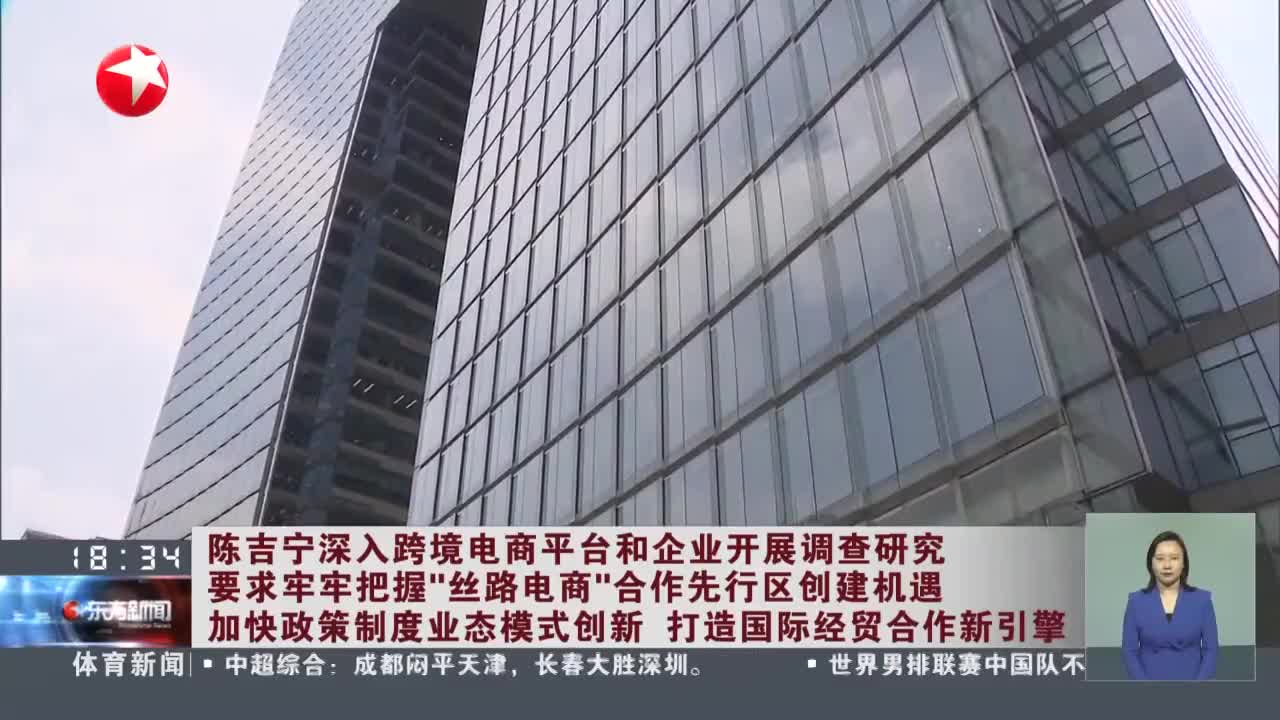 陈吉宁深入跨境电商平台和企业开展调查研究
要求牢牢把握"丝路电商"合作先行区创建机遇
加快政策制度业态模式创新 打造国际经贸合作新引擎
18:34
东方新闻
体育新闻 ▪ 中超综合：成都闷平天津，长春大胜深圳。 ▪ 世界男排联赛中国队不